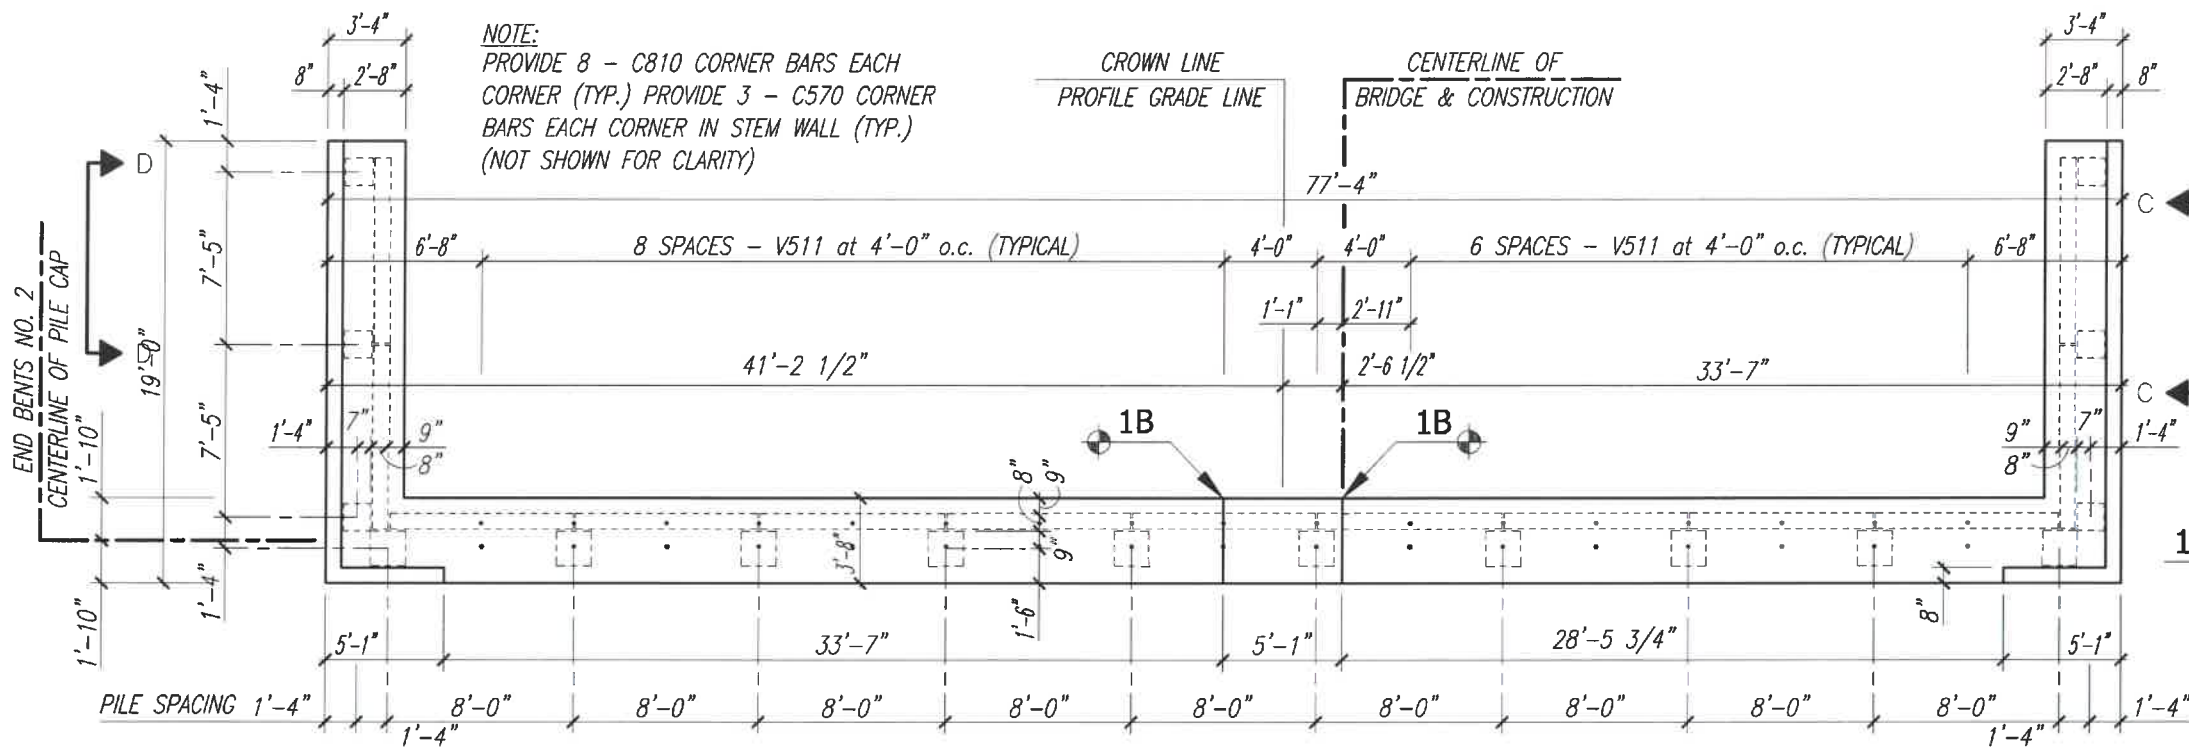 3'-4"
NOTE:
PROVIDE 8 - C810 CORNER BARS EACH
CORNER (TYP.) PROVIDE 3 - C570 CORNER
BARS EACH CORNER IN STEM WALL (TYP.)
(NOT SHOWN FOR CLARITY)
CROWN LINE
PROFILE GRADE LINE
CENTERLINE OF
BRIDGE & CONSTRUCTION
3'-4"
8" 2'-8"
2'-8" 8"
1'-4"
D
77'-4"
C
6'-8" 8 SPACES - V511 at 4'-0" o.c. (TYPICAL) 4'-0" 4'-0" 6 SPACES - V511 at 4'-0" o.c. (TYPICAL) 6'-8"
7'-5"
END BENTS NO. 2
CENTERLINE OF PILE CAP
1'-1" 2'-11"
D
19'-0"
41'-2 1/2" 2'-6 1/2" 33'-7"
C
7'-5"
1'-10"
1'-4" 7" 9"
8"
1B 1B
9" 7" 1'-4"
8"
8" 9"
3'-8"
9"
1'-6"
1'-10"
1'-4"
8"
1
5'-1" 33'-7" 5'-1" 28'-5 3/4" 5'-1"
PILE SPACING 1'-4" 8'-0" 8'-0" 8'-0" 8'-0" 8'-0" 8'-0" 8'-0" 8'-0" 8'-0" 1'-4"
1'-4" 1'-4"